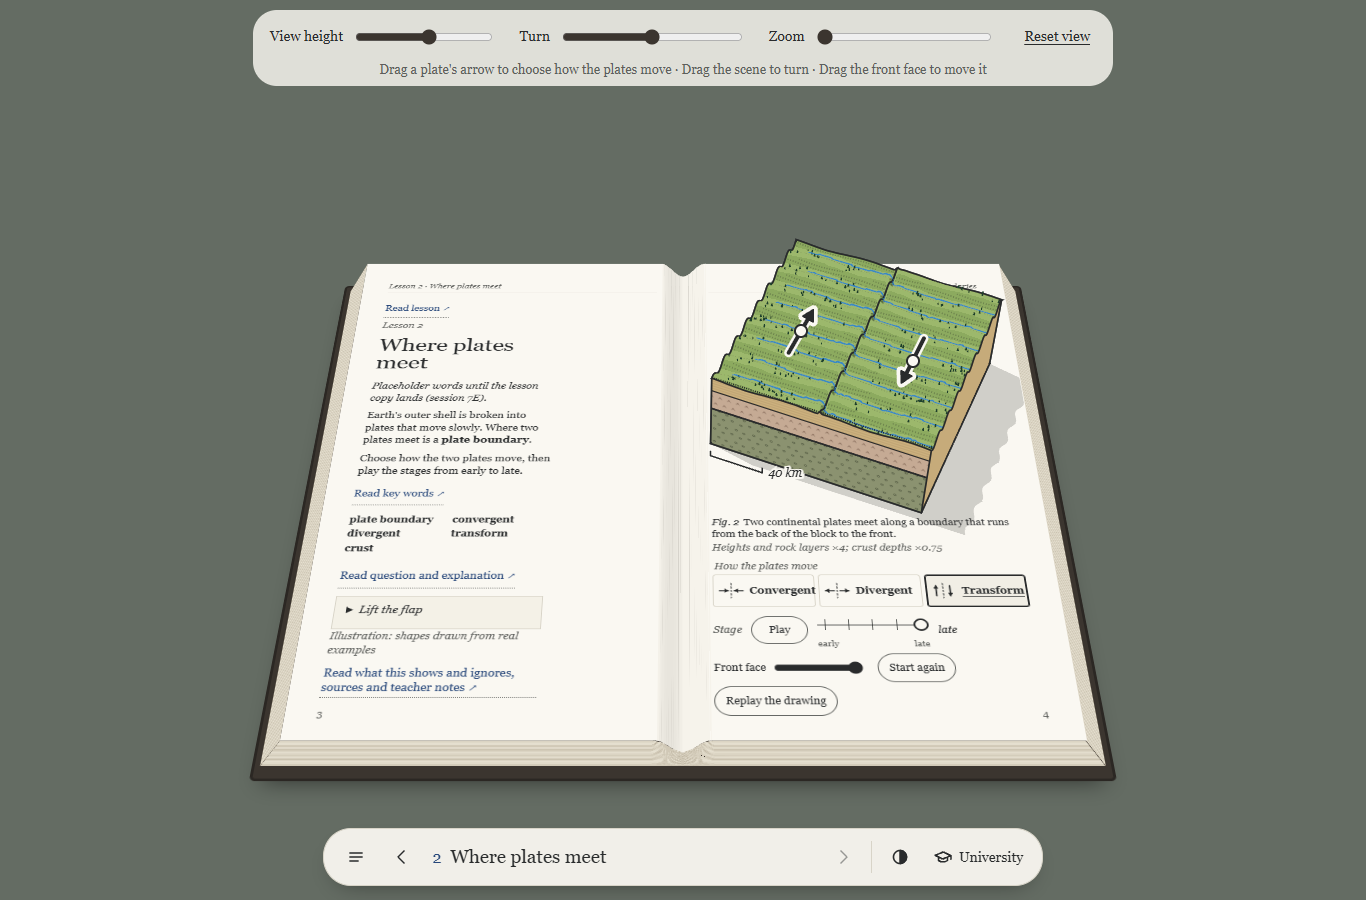 View height
Turn
Zoom
Reset view
Drag a plate's arrow to choose how the plates move · Drag the scene to turn · Drag the front face to move it
Lesson 2 · Where plates meet
Read lesson ↗
Lesson 2
Where plates
meet
Placeholder words until the lesson
copy lands (session 7E).
Earth's outer shell is broken into
plates that move slowly. Where two
plates meet is a plate boundary.
Choose how the two plates move, then
play the stages from early to late.
Read key words ↗
plate boundary convergent
divergent transform
crust
Read question and explanation ↗
► Lift the flap
Illustration: shapes drawn from real
examples
Read what this shows and ignores,
sources and teacher notes ↗
3
40 km
Fig. 2 Two continental plates meet along a boundary that runs
from the back of the block to the front.
Heights and rock layers ×4; crust depths ×0.75
How the plates move
Convergent Divergent Transform
Stage Play late
early late
Front face Start again
Replay the drawing
4
2 Where plates meet
University